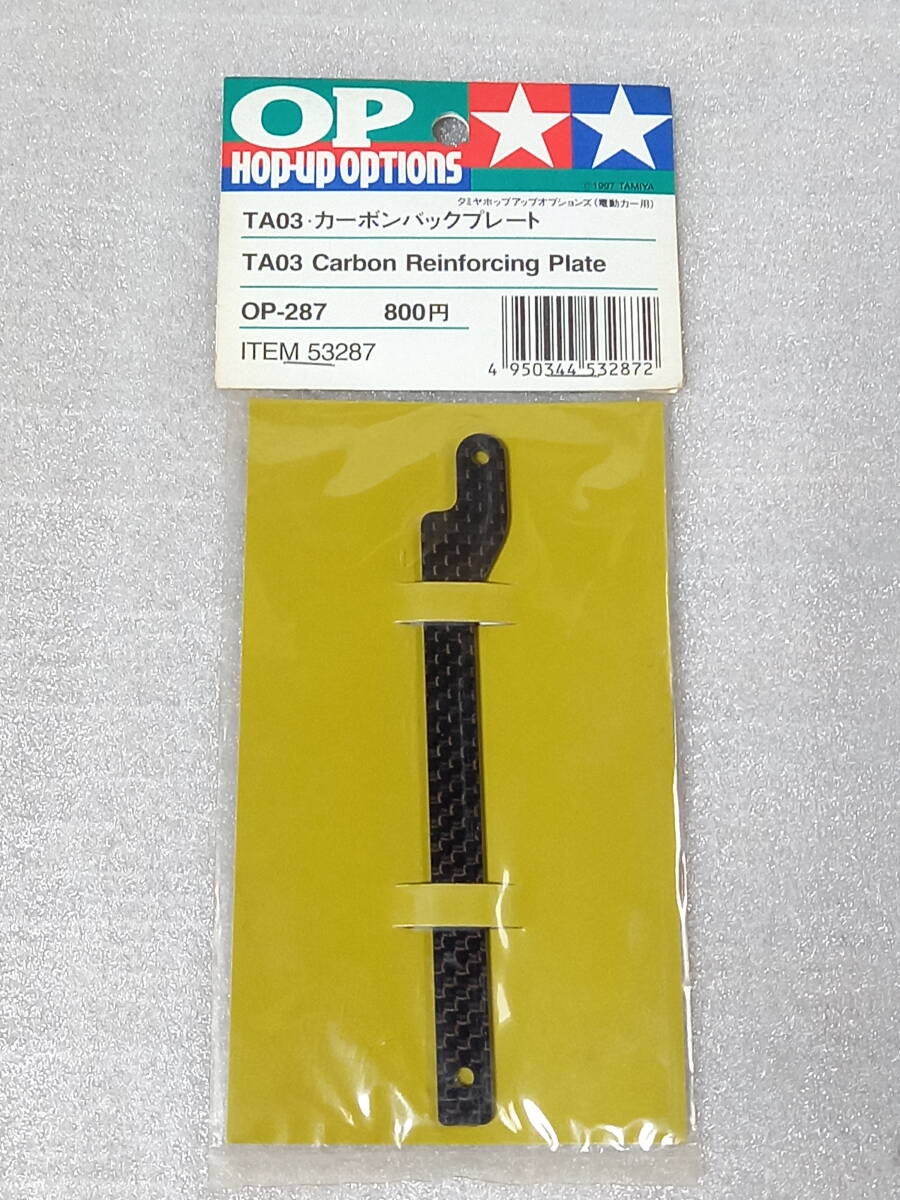 OP
HOP-UP OPTIONS
©1997 TAMIYA
タミヤホップアップオプションズ(電動カー用)
TA03・カーボンバックプレート
TA03 Carbon Reinforcing Plate
OP-287 800円
ITEM 53287
4 950344 532872